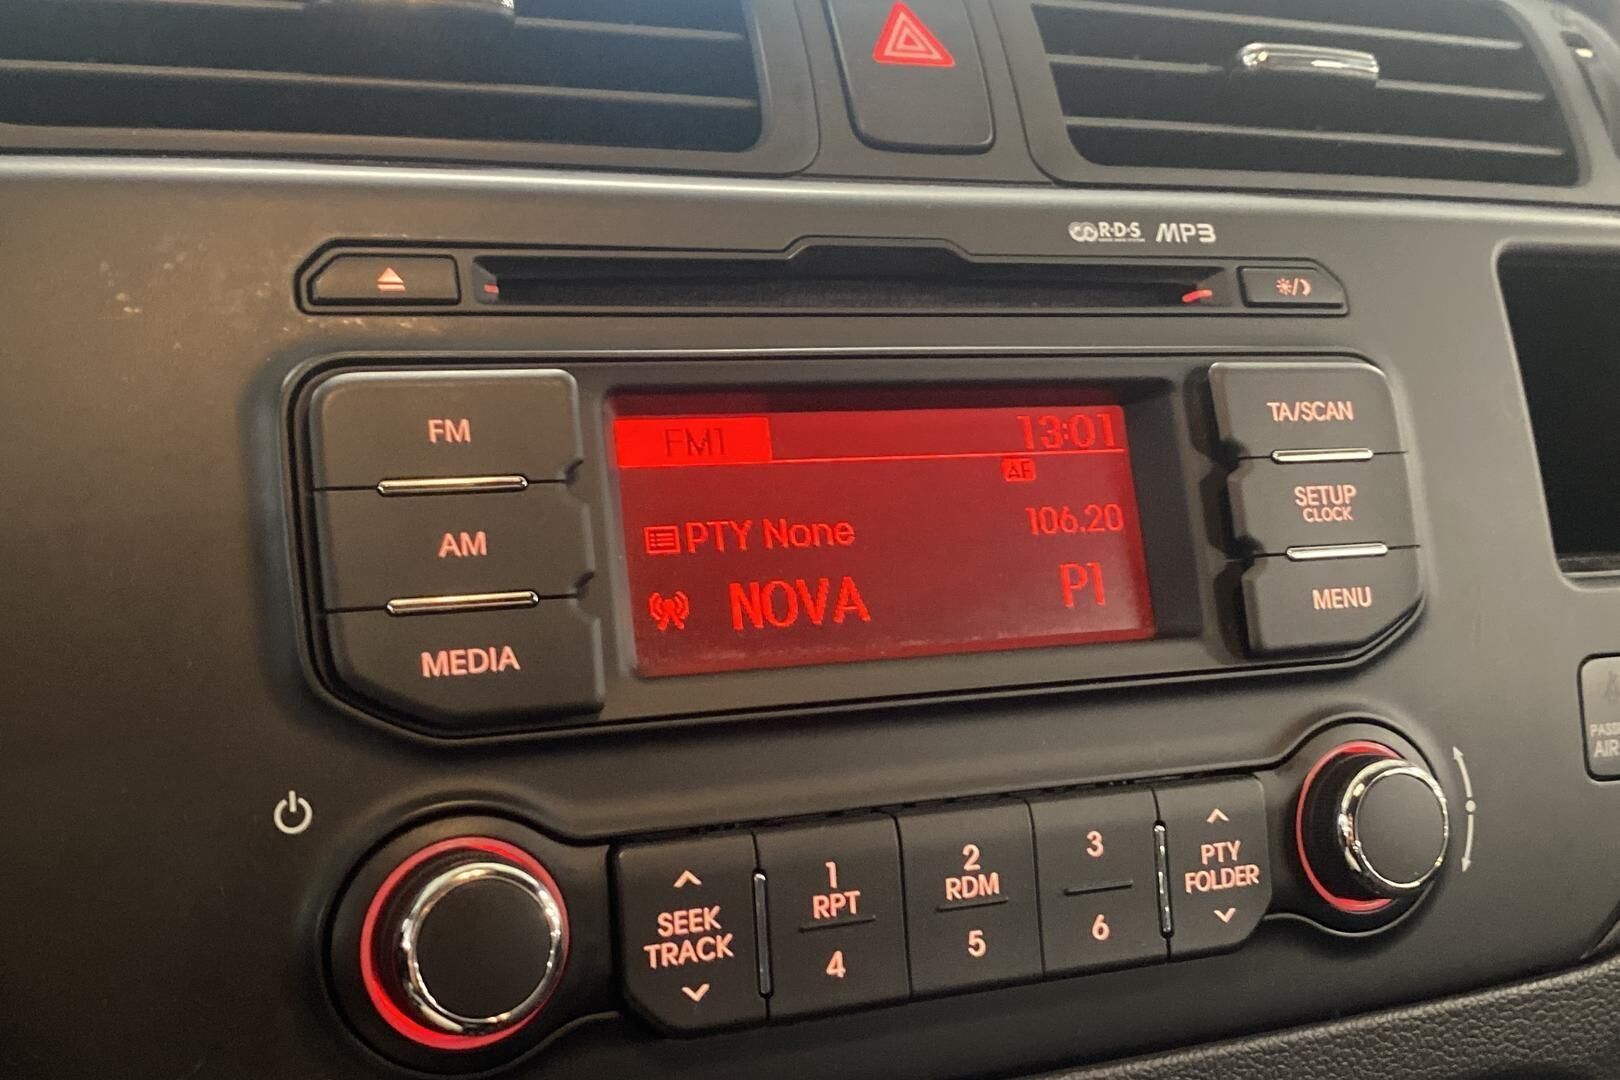 R·D·S MP3
FM
AM
MEDIA
FM1 13:01
AF
PTY None 106.20
NOVA P1
TA/SCAN
SETUP
CLOCK
MENU
SEEK
TRACK
1
RPT
4
2
RDM
5
3
6
PTY
FOLDER
AIR